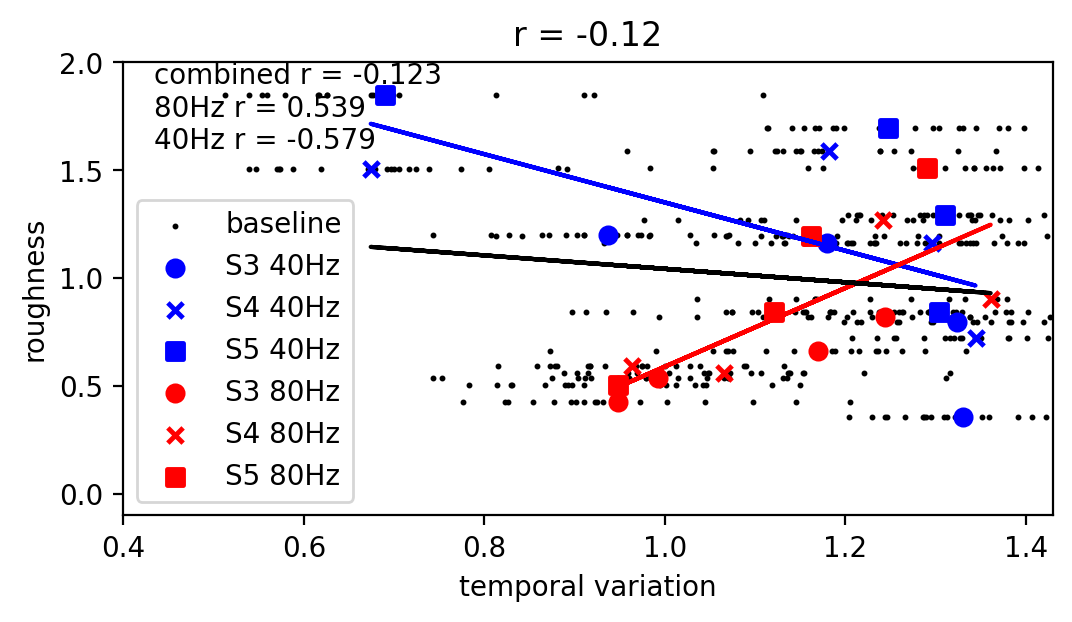 r = -0.12
combined r = -0.123
80Hz r = 0.539
40Hz r = -0.579
baseline
S3 40Hz
S4 40Hz
S5 40Hz
S3 80Hz
S4 80Hz
S5 80Hz
roughness
2.0
1.5
1.0
0.5
0.0
0.4 0.6 0.8 1.0 1.2 1.4
temporal variation